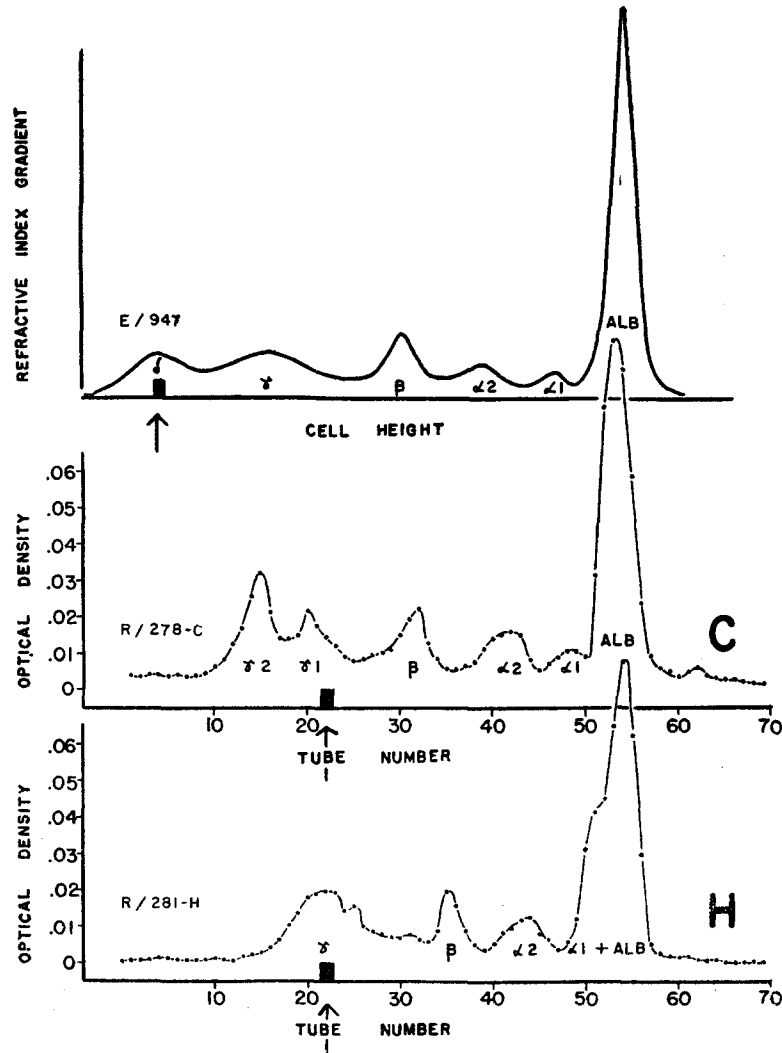 REFRACTIVE INDEX GRADIENT
E/947
ALB
δ
γ
β
α2
α1
CELL HEIGHT
OPTICAL DENSITY
.06
.05
.04
.03
.02
.01
0
R/278-C
γ2
γ1
β
α2
α1
ALB
C
10 20 30 40 50 60 70
TUBE NUMBER
OPTICAL DENSITY
.06
.05
.04
.03
.02
.01
0
R/281-H
γ
β
α2
α1 + ALB
H
10 20 30 40 50 60 70
TUBE NUMBER